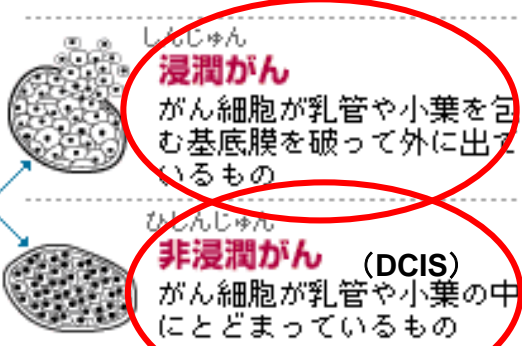 しんじゅん
浸潤がん
がん細胞が乳管や小葉を包
む基底膜を破って外に出て
いるもの
ひしんじゅん
非浸潤がん (DCIS)
がん細胞が乳管や小葉の中
にとどまっているもの